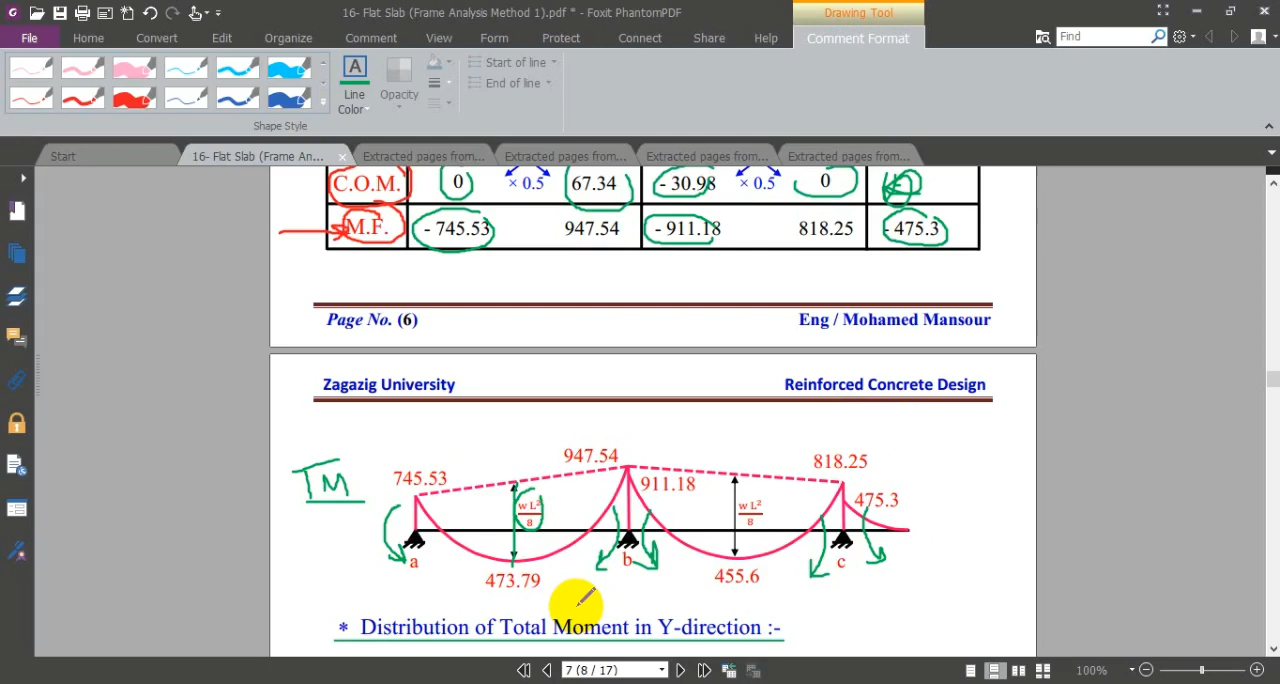 16- Flat Slab (Frame Analysis Method 1).pdf * - Foxit PhantomPDF
Drawing Tool
File Home Convert Edit Organize Comment View Form Protect Connect Share Help Comment Format Find
Start of line
End of line
Line Color
Opacity
Shape Style
Start 16- Flat Slab (Frame An... x Extracted pages from... Extracted pages from... Extracted pages from... Extracted pages from...
C.O.M. 0 × 0.5 67.34 - 30.98 × 0.5 0
M.F. - 745.53 947.54 - 911.18 818.25 - 475.3
Page No. (6) Eng / Mohamed Mansour
Zagazig University Reinforced Concrete Design
TM
745.53 947.54 818.25
911.18 475.3
w L² / 8 w L² / 8
a b c
473.79 455.6
* Distribution of Total Moment in Y-direction :-
7 (8 / 17) 100%